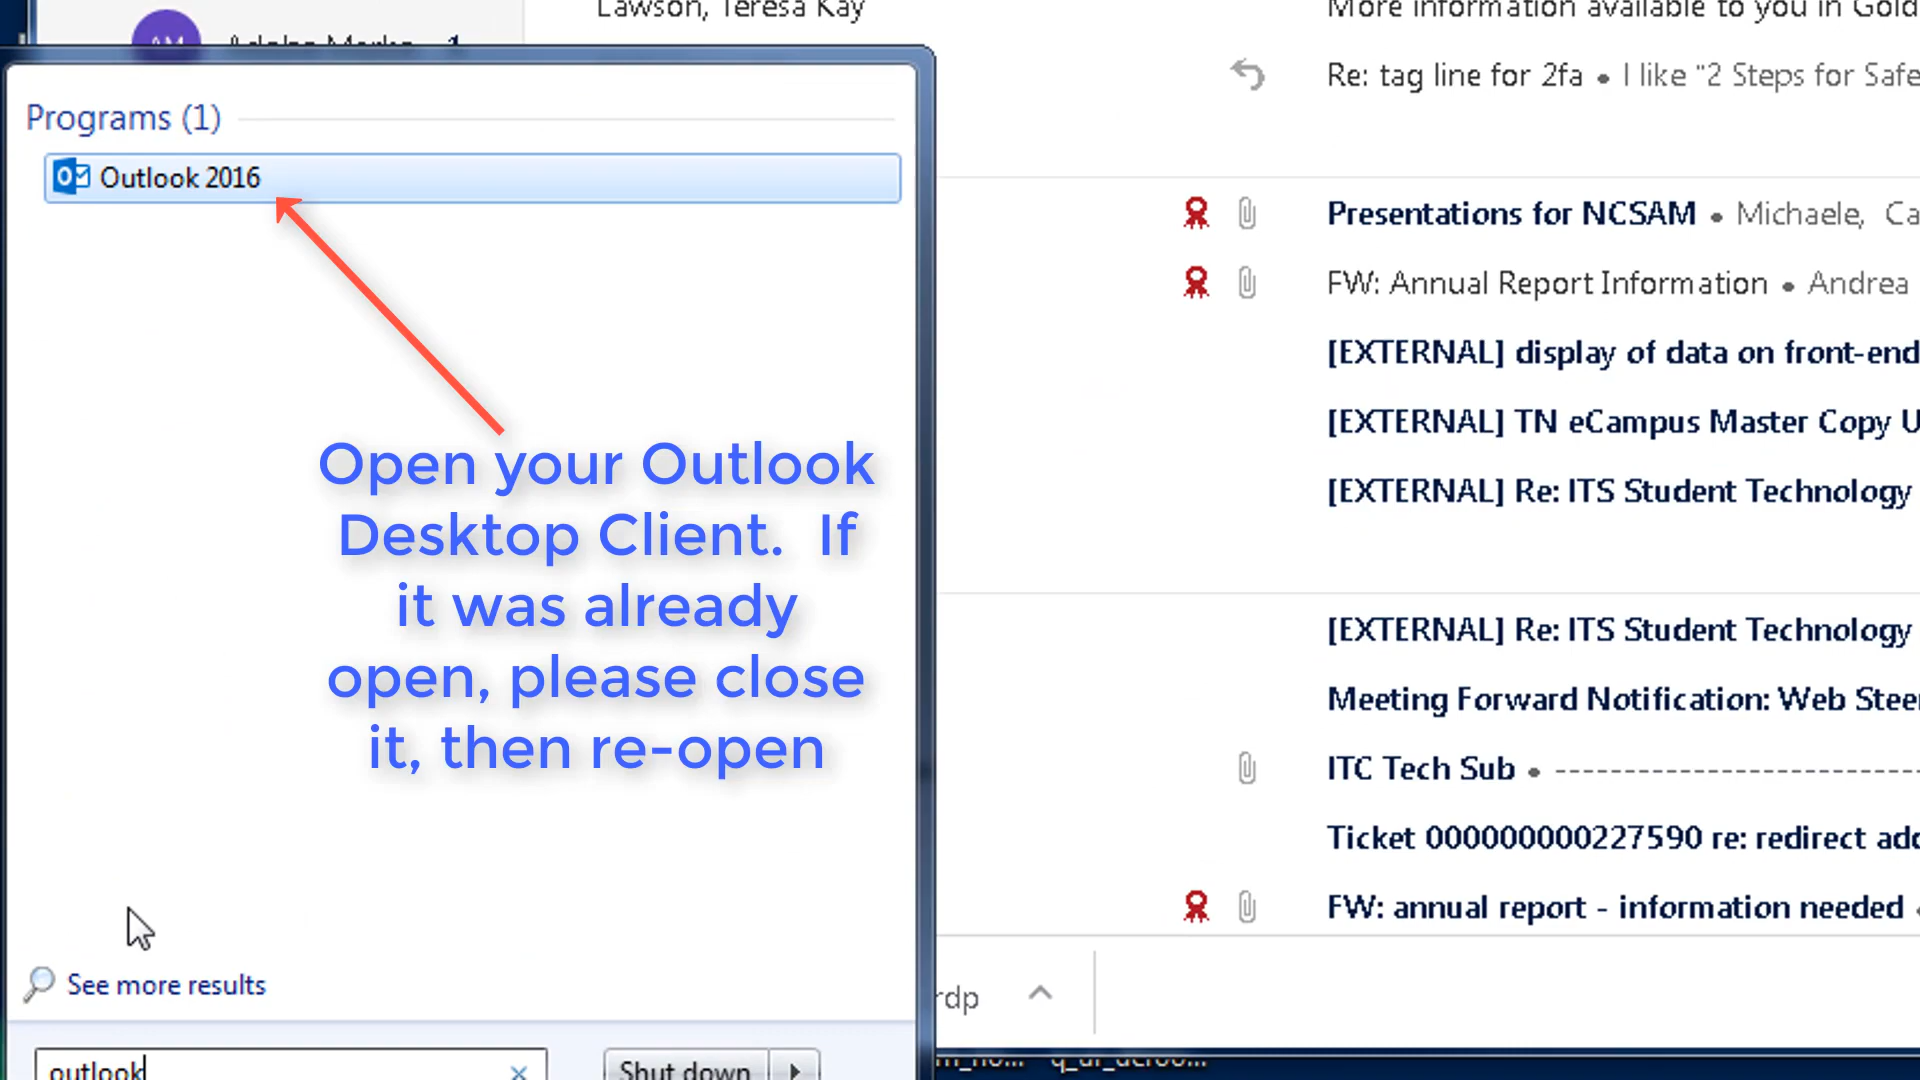 Lawson, Teresa Kay
More information available to you in Gold
1
Re: tag line for 2fa • I like "2 Steps for Safe
Programs (1)
Outlook 2016
Presentations for NCSAM • Michaele, Ca
FW: Annual Report Information • Andrea
[EXTERNAL] display of data on front-end
[EXTERNAL] TN eCampus Master Copy U
[EXTERNAL] Re: ITS Student Technology
Open your Outlook
Desktop Client. If
it was already
open, please close
it, then re-open
[EXTERNAL] Re: ITS Student Technology
Meeting Forward Notification: Web Steer
ITC Tech Sub • --------------------------
Ticket 000000000227590 re: redirect add
FW: annual report - information needed
See more results
rdp
outlook
Shut down